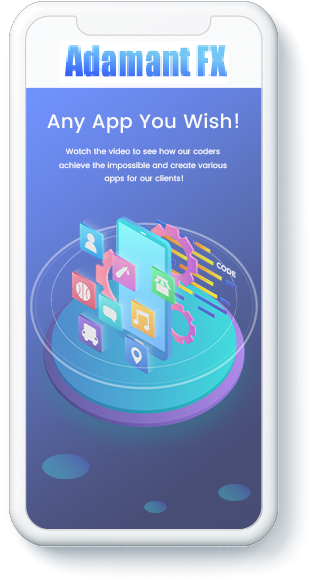 Adamant FX
Any App You Wish!
Watch the video to see how our coders
achieve the impossible and create various
apps for our clients!
CODE